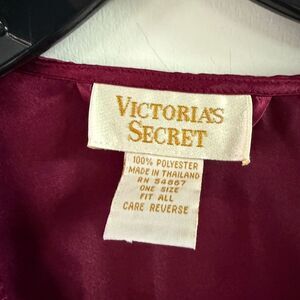 VICTORIA'S
SECRET
100% POLYESTER
MADE IN THAILAND
RN 54867
ONE SIZE
FIT ALL
CARE REVERSE